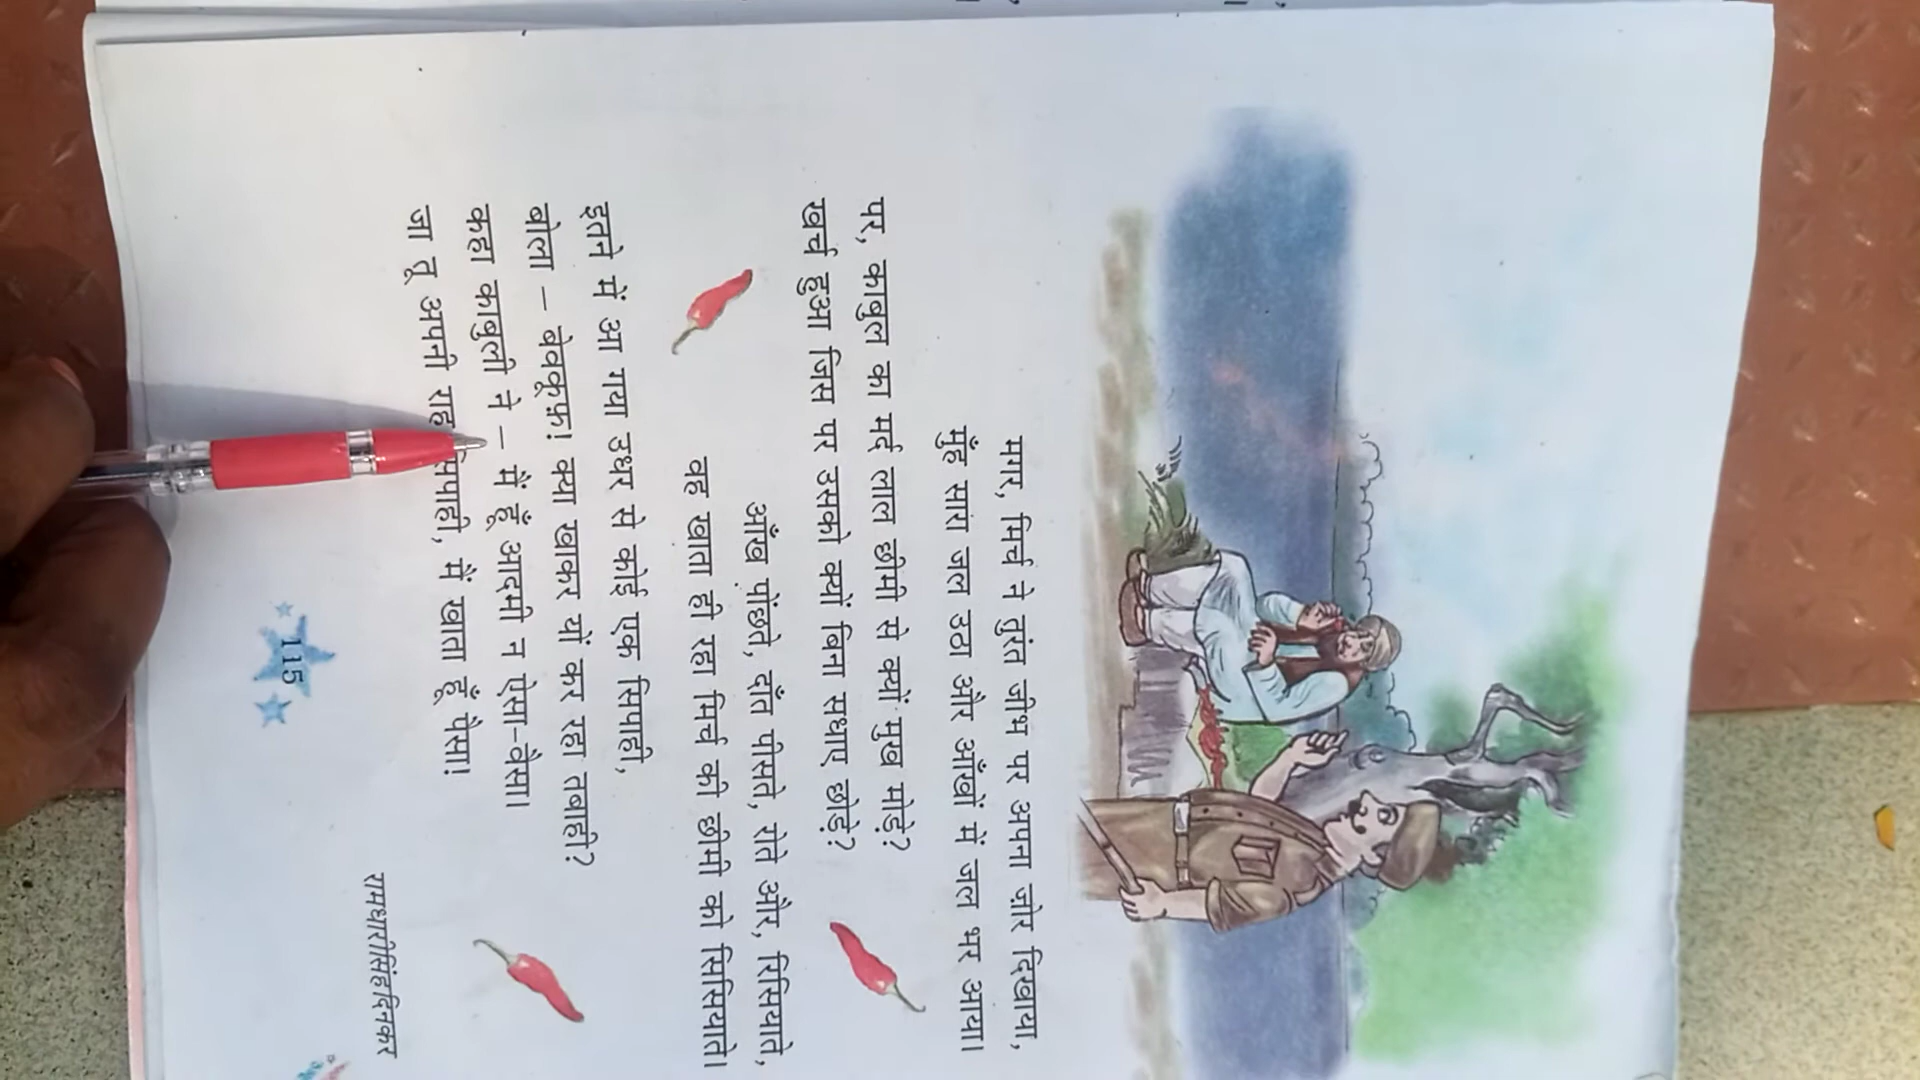 मगर, मिर्च ने तुरंत जीभ पर अपना ज़ोर दिखाया,
मुँह सारा जल उठा और आँखों में जल भर आया।
पर, काबुल का मर्द लाल छीमी से क्यों मुख मोड़े?
खर्च हुआ जिस पर उसको क्यों बिना सधाए छोड़े?
आँख पोंछते, दाँत पीसते, रोते और, रिसियाते,
वह खाता ही रहा मिर्च की छीमी को सिसियाते।
इतने में आ गया उधर से कोई एक सिपाही,
बोला – बेवकूफ़! क्या खाकर यों कर रहा तबाही?
कहा काबुली ने – मैं हूँ आदमी न ऐसा-वैसा।
जा तू अपनी राह सिपाही, मैं खाता हूँ पैसा!
रामधारीसिंह दिनकर
115